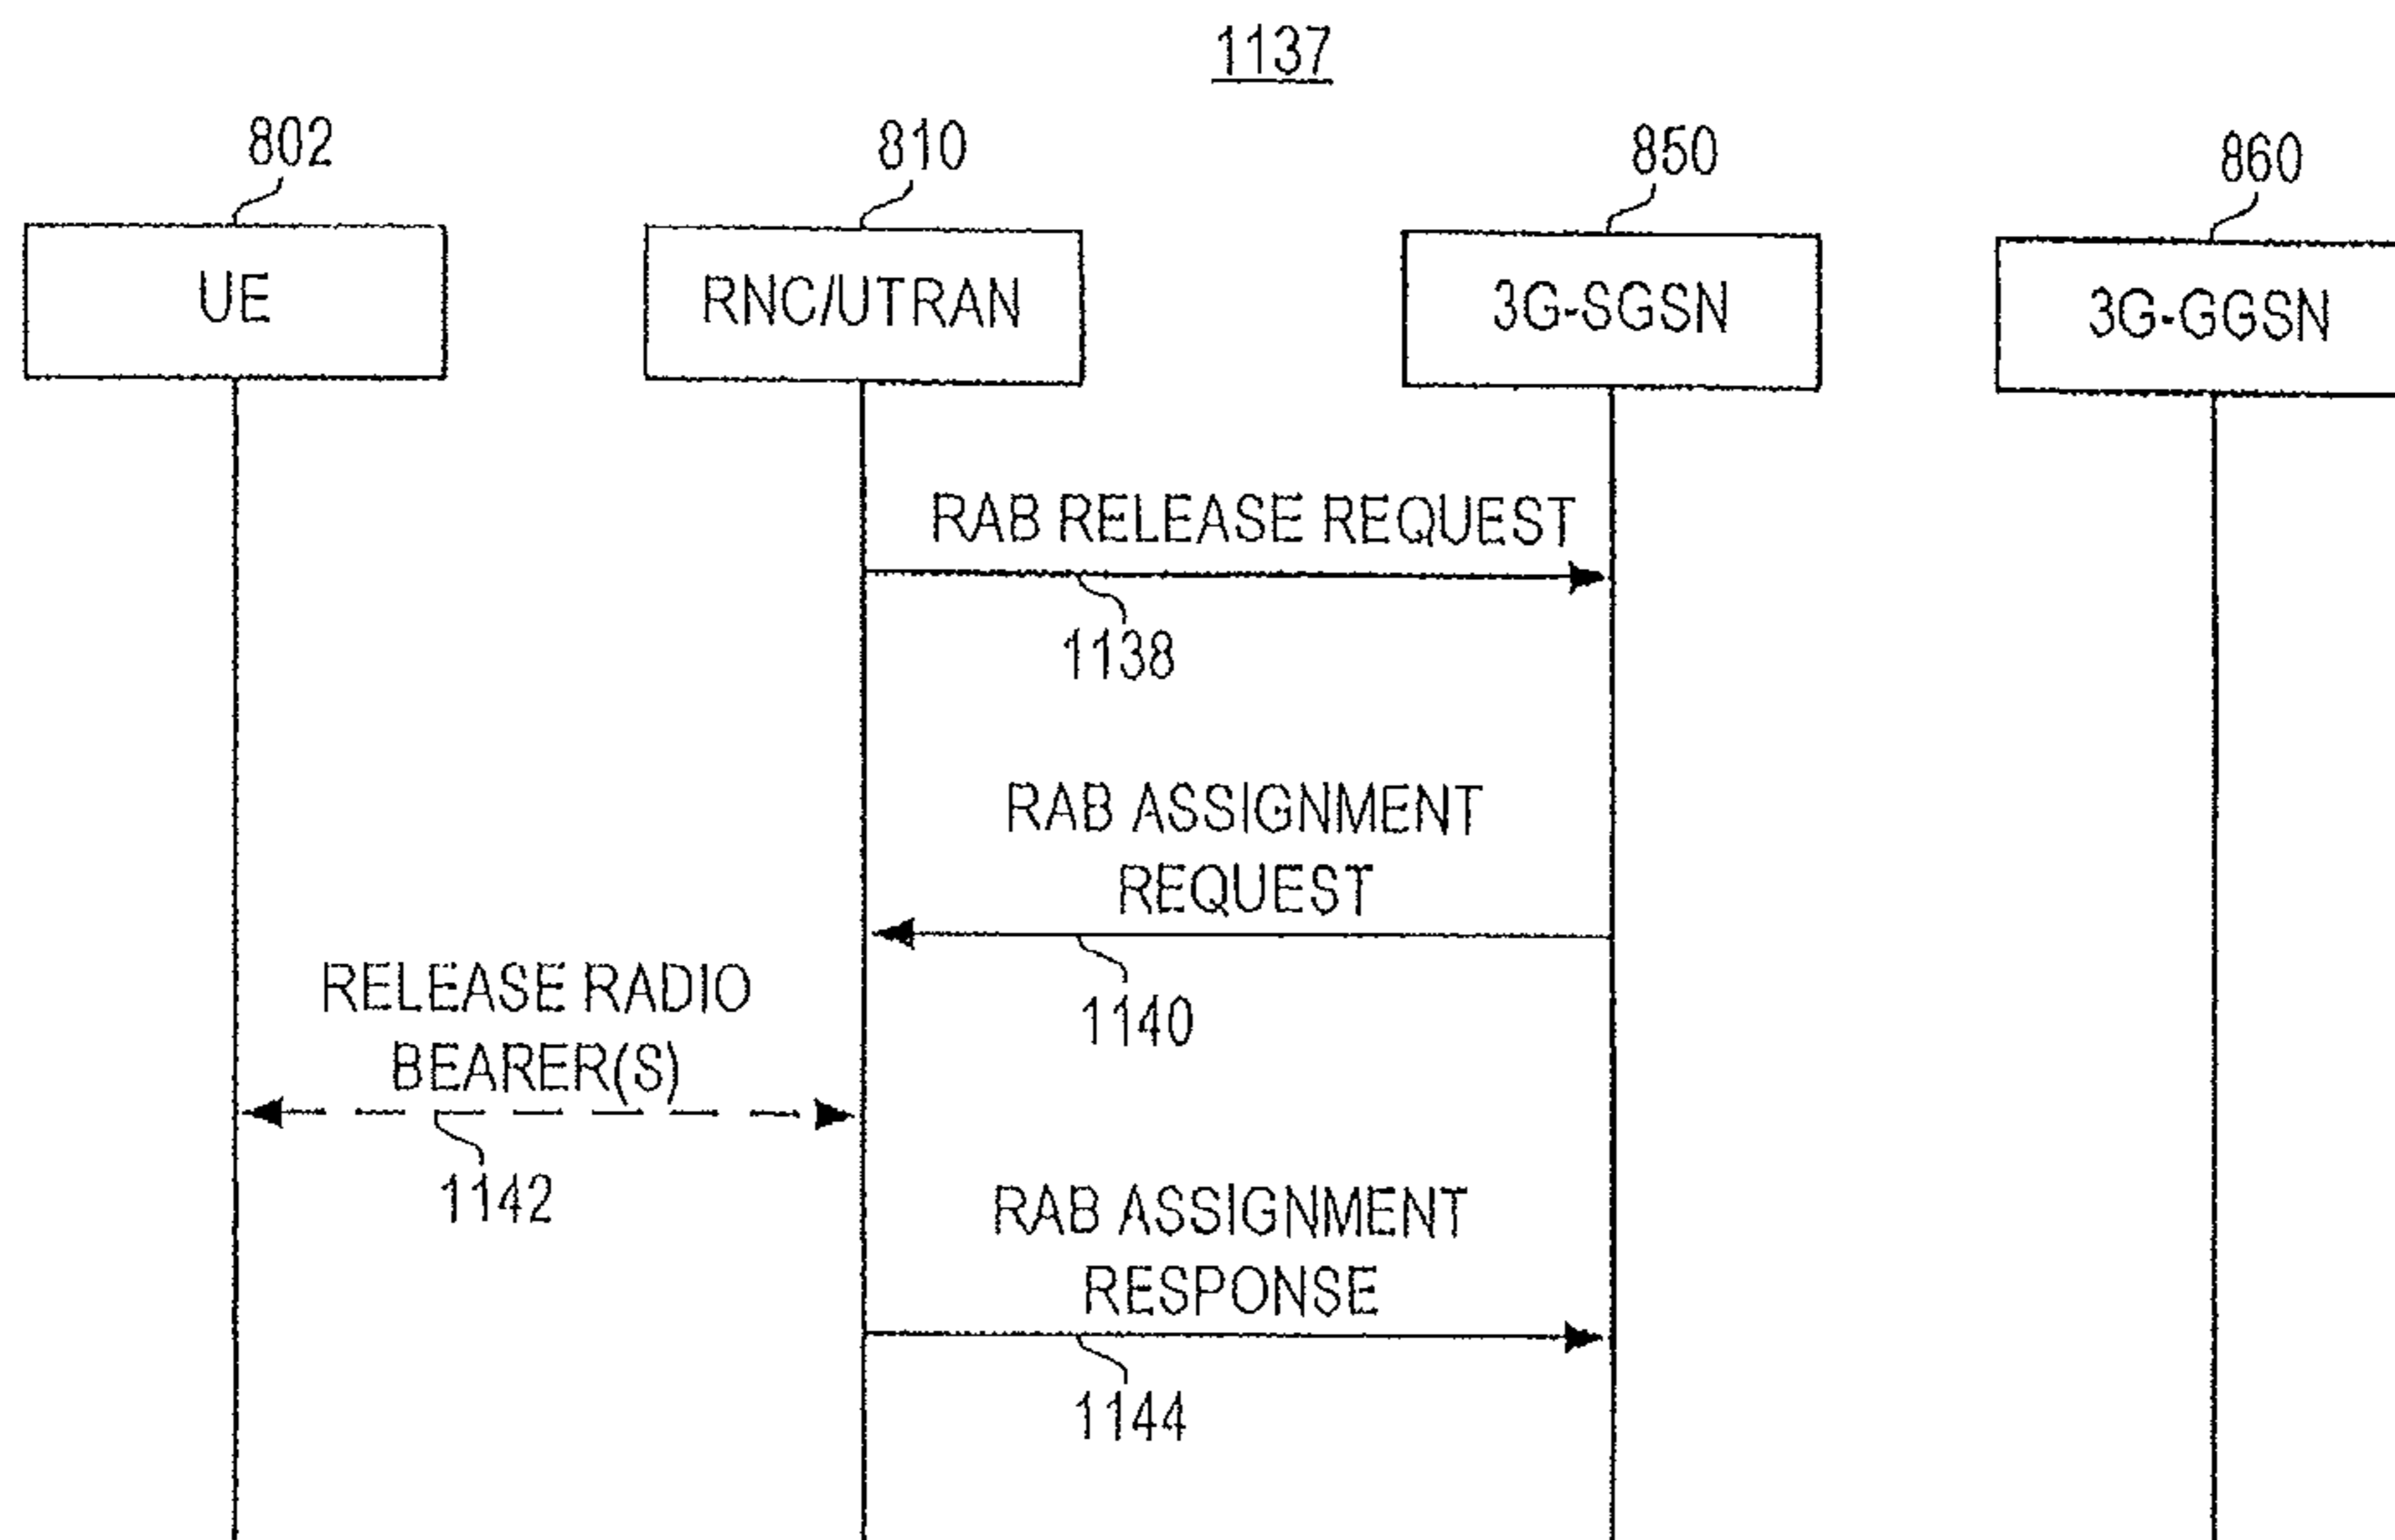 1137
802
810
850
860
UE
RNC/UTRAN
3G-SGSN
3G-GGSN
RAB RELEASE REQUEST
1138
RAB ASSIGNMENT
REQUEST
1140
RELEASE RADIO
BEARER(S)
1142
RAB ASSIGNMENT
RESPONSE
1144